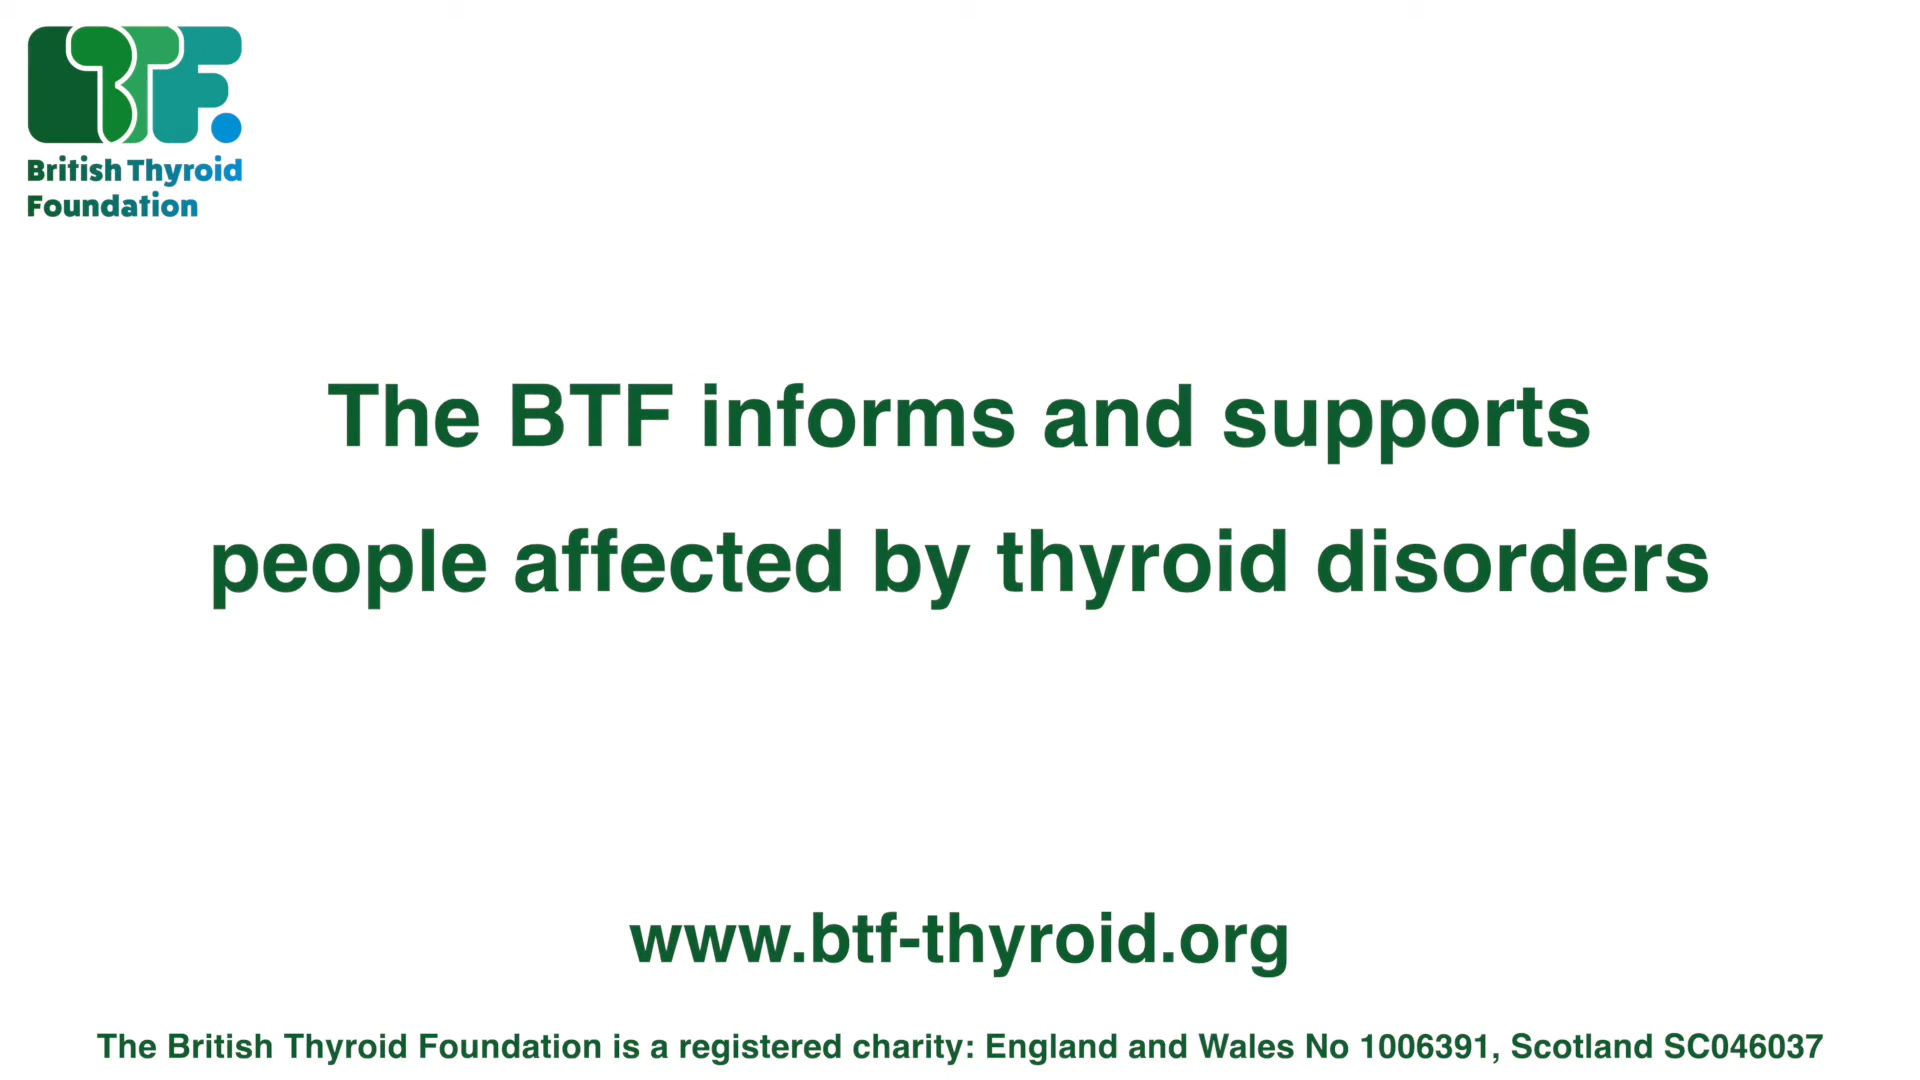 BTF.
British Thyroid
Foundation
The BTF informs and supports
people affected by thyroid disorders
www.btf-thyroid.org
The British Thyroid Foundation is a registered charity: England and Wales No 1006391, Scotland SC046037